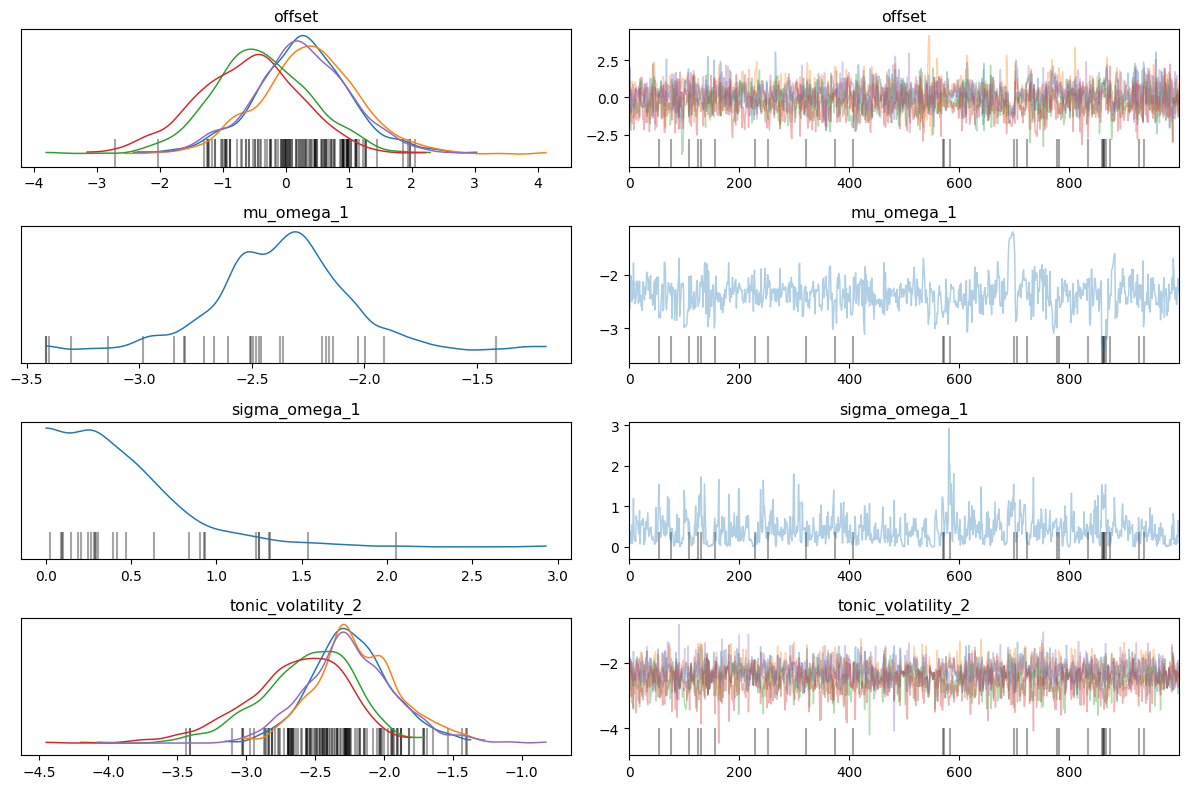 offset
offset
−4 −3 −2 −1 0 1 2 3 4
2.5
0.0
−2.5
0 200 400 600 800
mu_omega_1
mu_omega_1
−3.5 −3.0 −2.5 −2.0 −1.5
−2
−3
0 200 400 600 800
sigma_omega_1
sigma_omega_1
0.0 0.5 1.0 1.5 2.0 2.5 3.0
3
2
1
0
0 200 400 600 800
tonic_volatility_2
tonic_volatility_2
−4.5 −4.0 −3.5 −3.0 −2.5 −2.0 −1.5 −1.0
−2
−4
0 200 400 600 800